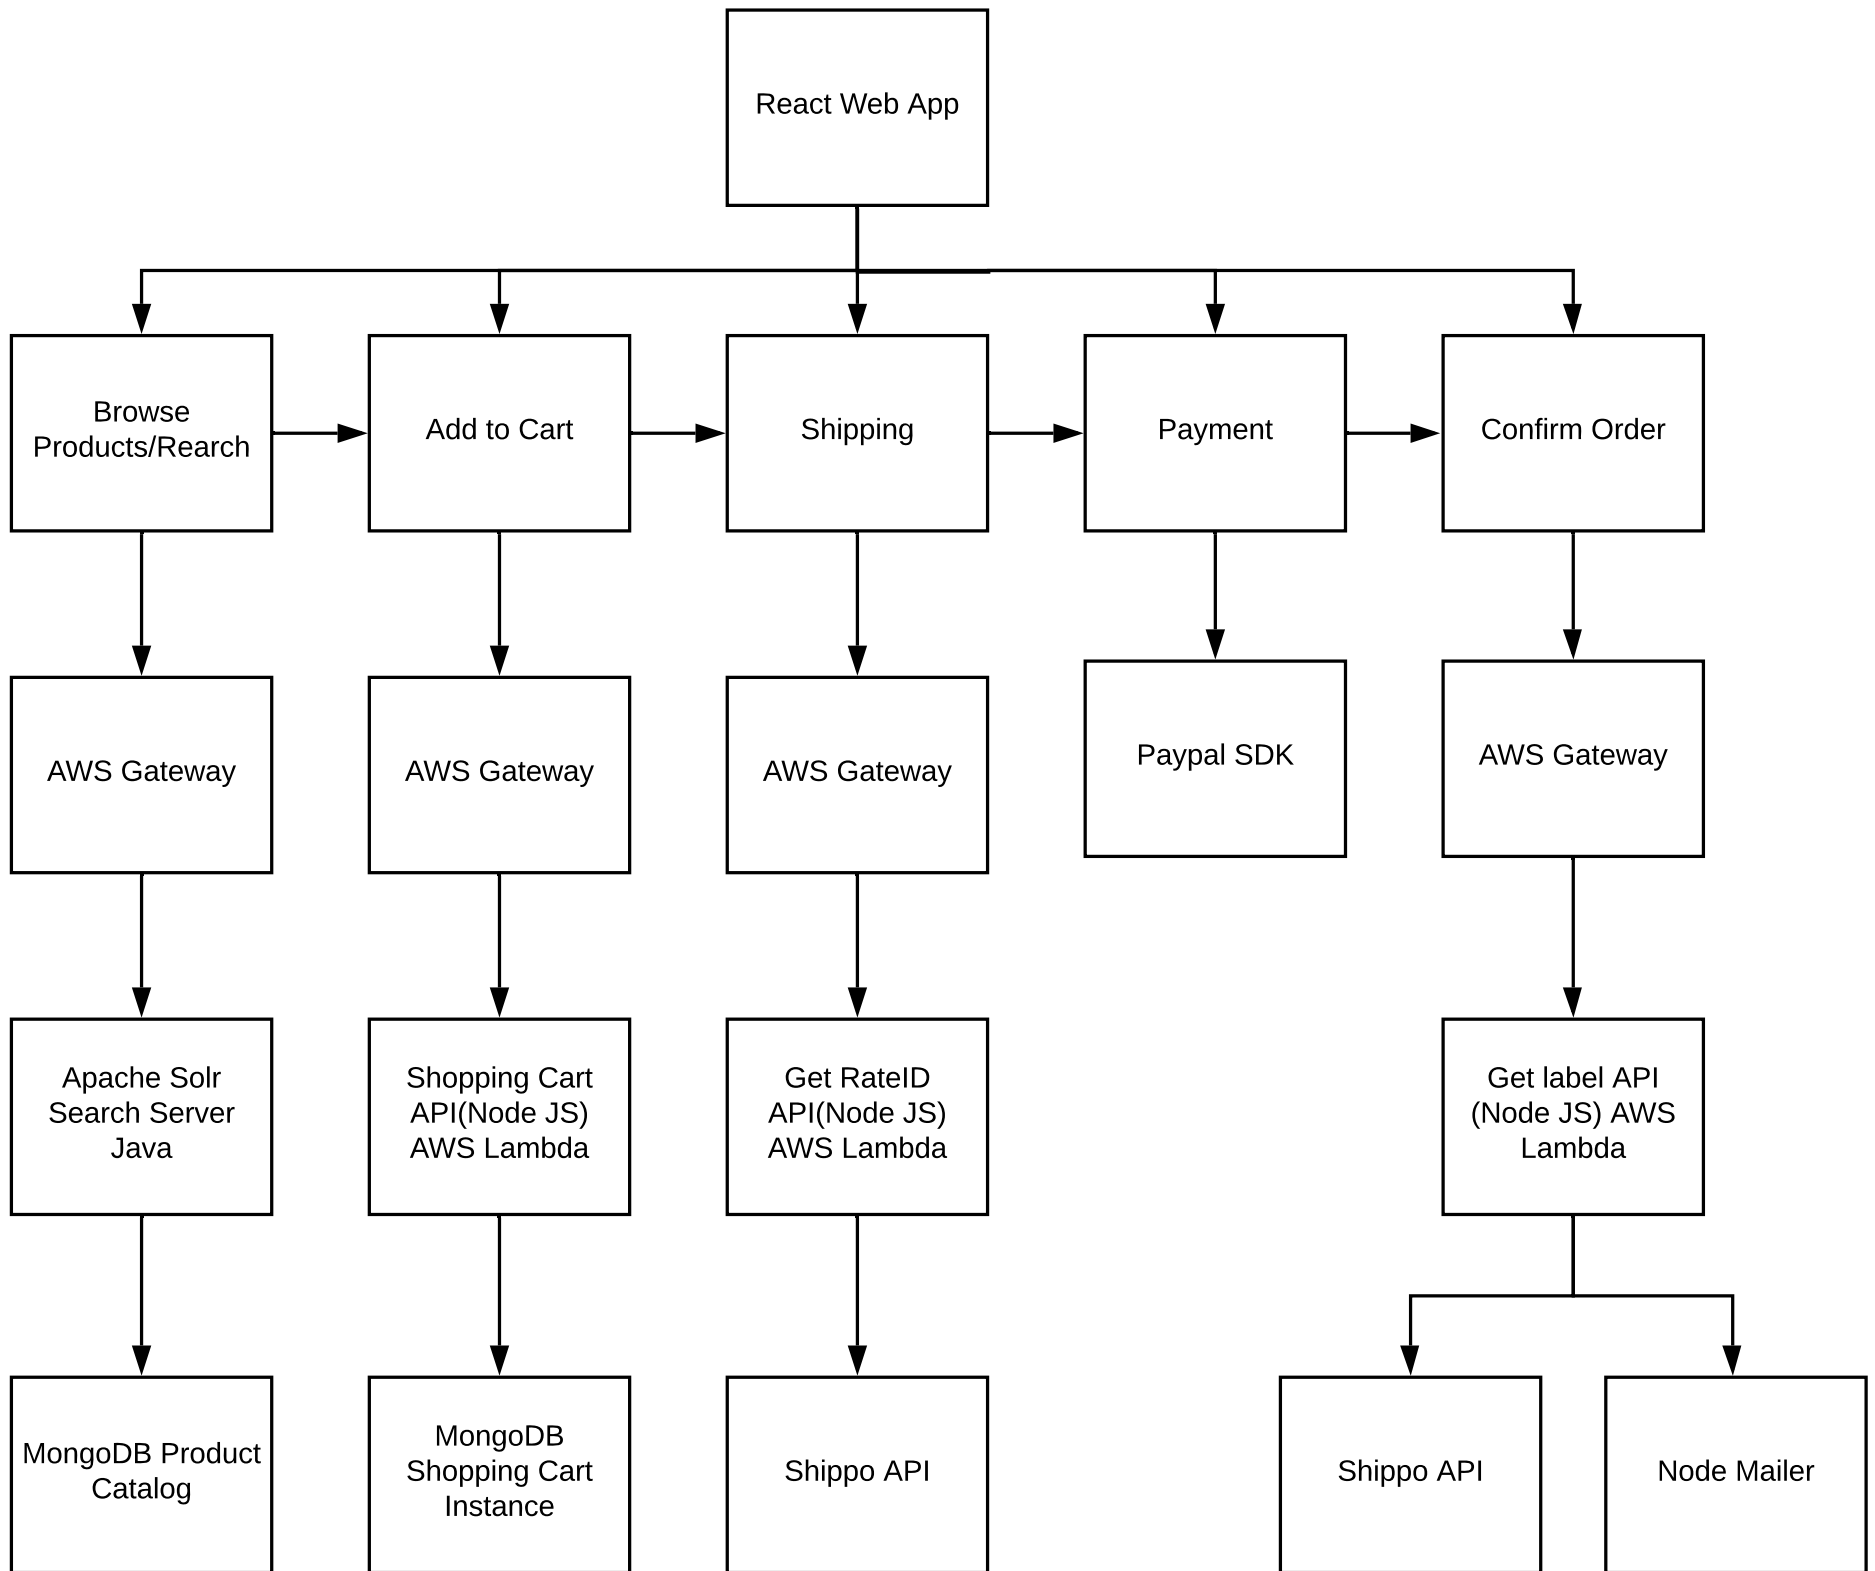 React Web App
Browse
Products/Rearch
Add to Cart
Shipping
Payment
Confirm Order
AWS Gateway
AWS Gateway
AWS Gateway
Paypal SDK
AWS Gateway
Apache Solr
Search Server
Java
Shopping Cart
API(Node JS)
AWS Lambda
Get RateID
API(Node JS)
AWS Lambda
Get label API
(Node JS) AWS
Lambda
MongoDB Product
Catalog
MongoDB
Shopping Cart
Instance
Shippo API
Shippo API
Node Mailer